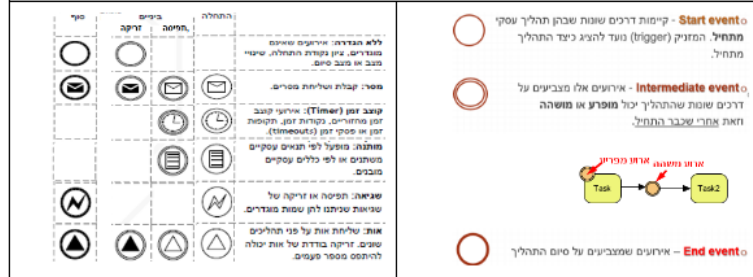 Start event - קיימות דרכים שונות שבהן תהליך עסקי
מתחיל. המזניק (trigger) נועד להציג כיצד התהליך
מתחיל.
Intermediate event - אירועים אלו מצביעים על
דרכים שונות שהתהליך יכול מופרע או מושהה
וזאת אחרי שכבר התחיל.
ארוע מפריע
ארוע משהה
Task
Task2
End event – אירועים שמצביעים על סיום התהליך
התחלה
ביניים
סוף
תפיסה
זריקה
ללא הגדרה: אירועים שאינם
מוגדרים, ציון נקודת התחלה, שינויי
מצב או מצב סיום.
מסר: קבלת ושליחת מסרים.
קוצב זמן (Timer): אירועי קוצב
זמן מחזוריים, נקודות זמן, תקופות
זמן או פסקי זמן (timeouts).
מותנה: מופעל לפי תנאים עסקיים
משתנים או לפי כללים עסקיים
מובנים.
שגיאה: תפיסה או זריקה של
שגיאות שניתנו להן שמות מוגדרים.
אות: שליחת אות על פני תהליכים
שונים. זריקה בודדת של אות יכולה
להיתפס מספר פעמים.